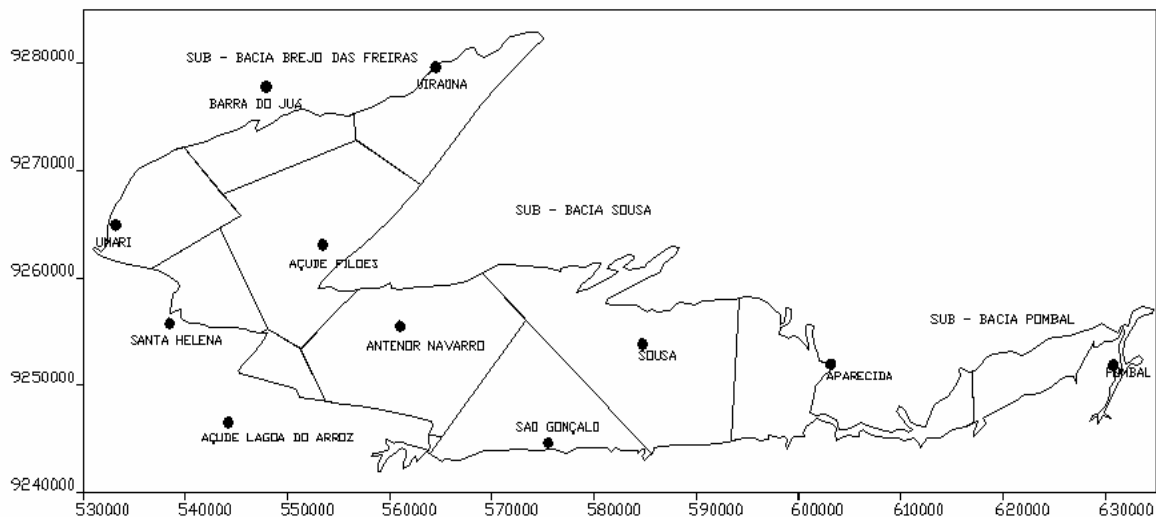 9280000
SUB - BACIA BREJO DAS FREIRAS
UIRAÚNA
BARRA DO JUÁ
9270000
SUB - BACIA SOUSA
UMARI
AÇUDE PILOES
9260000
SANTA HELENA
ANTENOR NAVARRO
SOUSA
SUB - BACIA POMBAL
APARECIDA
POMBAL
9250000
AÇUDE LAGOA DO ARROZ
SAO GONÇALO
9240000
530000 540000 550000 560000 570000 580000 590000 600000 610000 620000 630000